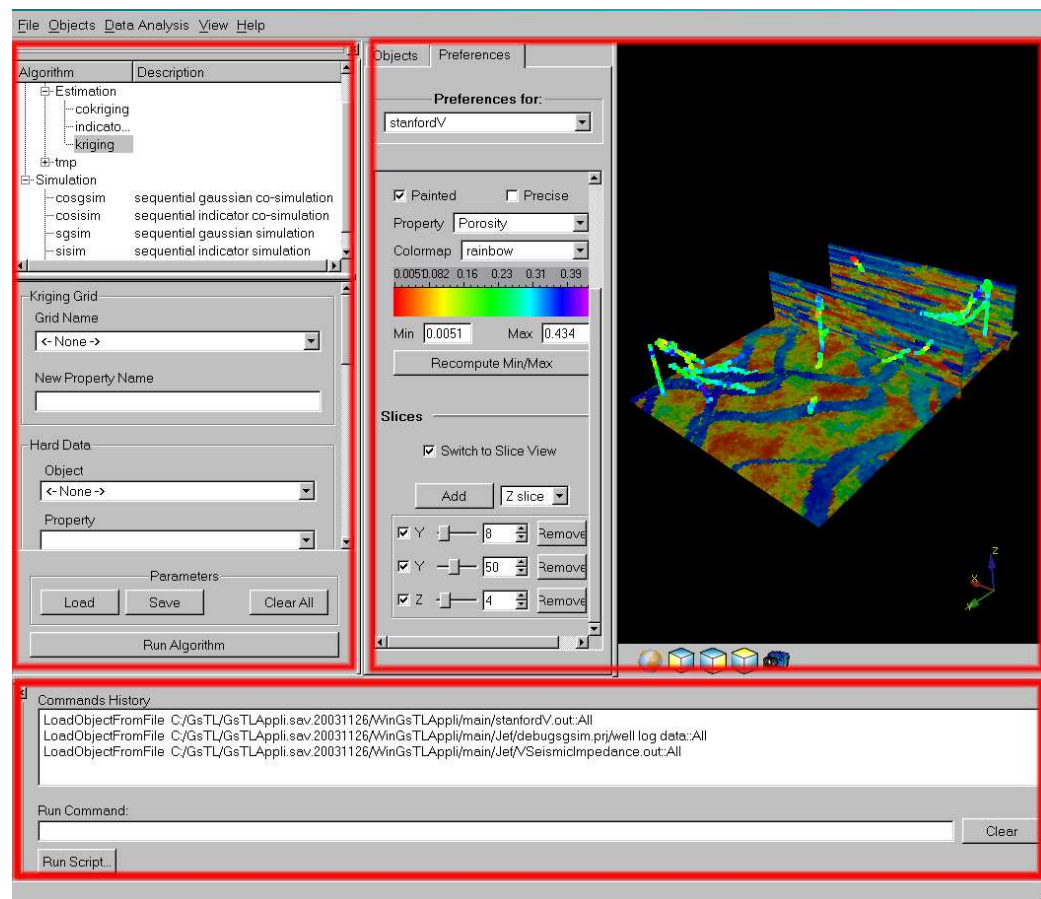 File Objects Data Analysis View Help
Algorithm Description
Estimation
cokriging
indicato...
kriging
tmp
Simulation
cosgsim sequential gaussian co-simulation
cosisim sequential indicator co-simulation
sgsim sequential gaussian simulation
sisim sequential indicator simulation
Kriging Grid
Grid Name
<- None ->
New Property Name
Hard Data
Object
<- None ->
Property
Parameters
Load Save Clear All
Run Algorithm
Objects Preferences
Preferences for:
stanfordV
Painted Precise
Property Porosity
Colormap rainbow
0.0051 0.082 0.16 0.23 0.31 0.39
Min 0.0051 Max 0.434
Recompute Min/Max
Slices
Switch to Slice View
Add Z slice
Y 8 Remove
Y 50 Remove
Z 4 Remove
Z
X
Y
Commands History
LoadObjectFromFile C:/GsTL/GsTLAppli.sav.20031126/WinGsTLAppli/main/stanfordV.out::All
LoadObjectFromFile C:/GsTL/GsTLAppli.sav.20031126/WinGsTLAppli/main/Jef/debugsgsim.prj/well log data::All
LoadObjectFromFile C:/GsTL/GsTLAppli.sav.20031126/WinGsTLAppli/main/Jef/VSeismicImpedance.out::All
Run Command:
Clear
Run Script...